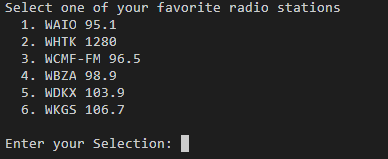 Select one of your favorite radio stations
1. WAIO 95.1
2. WHTK 1280
3. WCMF-FM 96.5
4. WBZA 98.9
5. WDKX 103.9
6. WKGS 106.7
Enter your Selection: